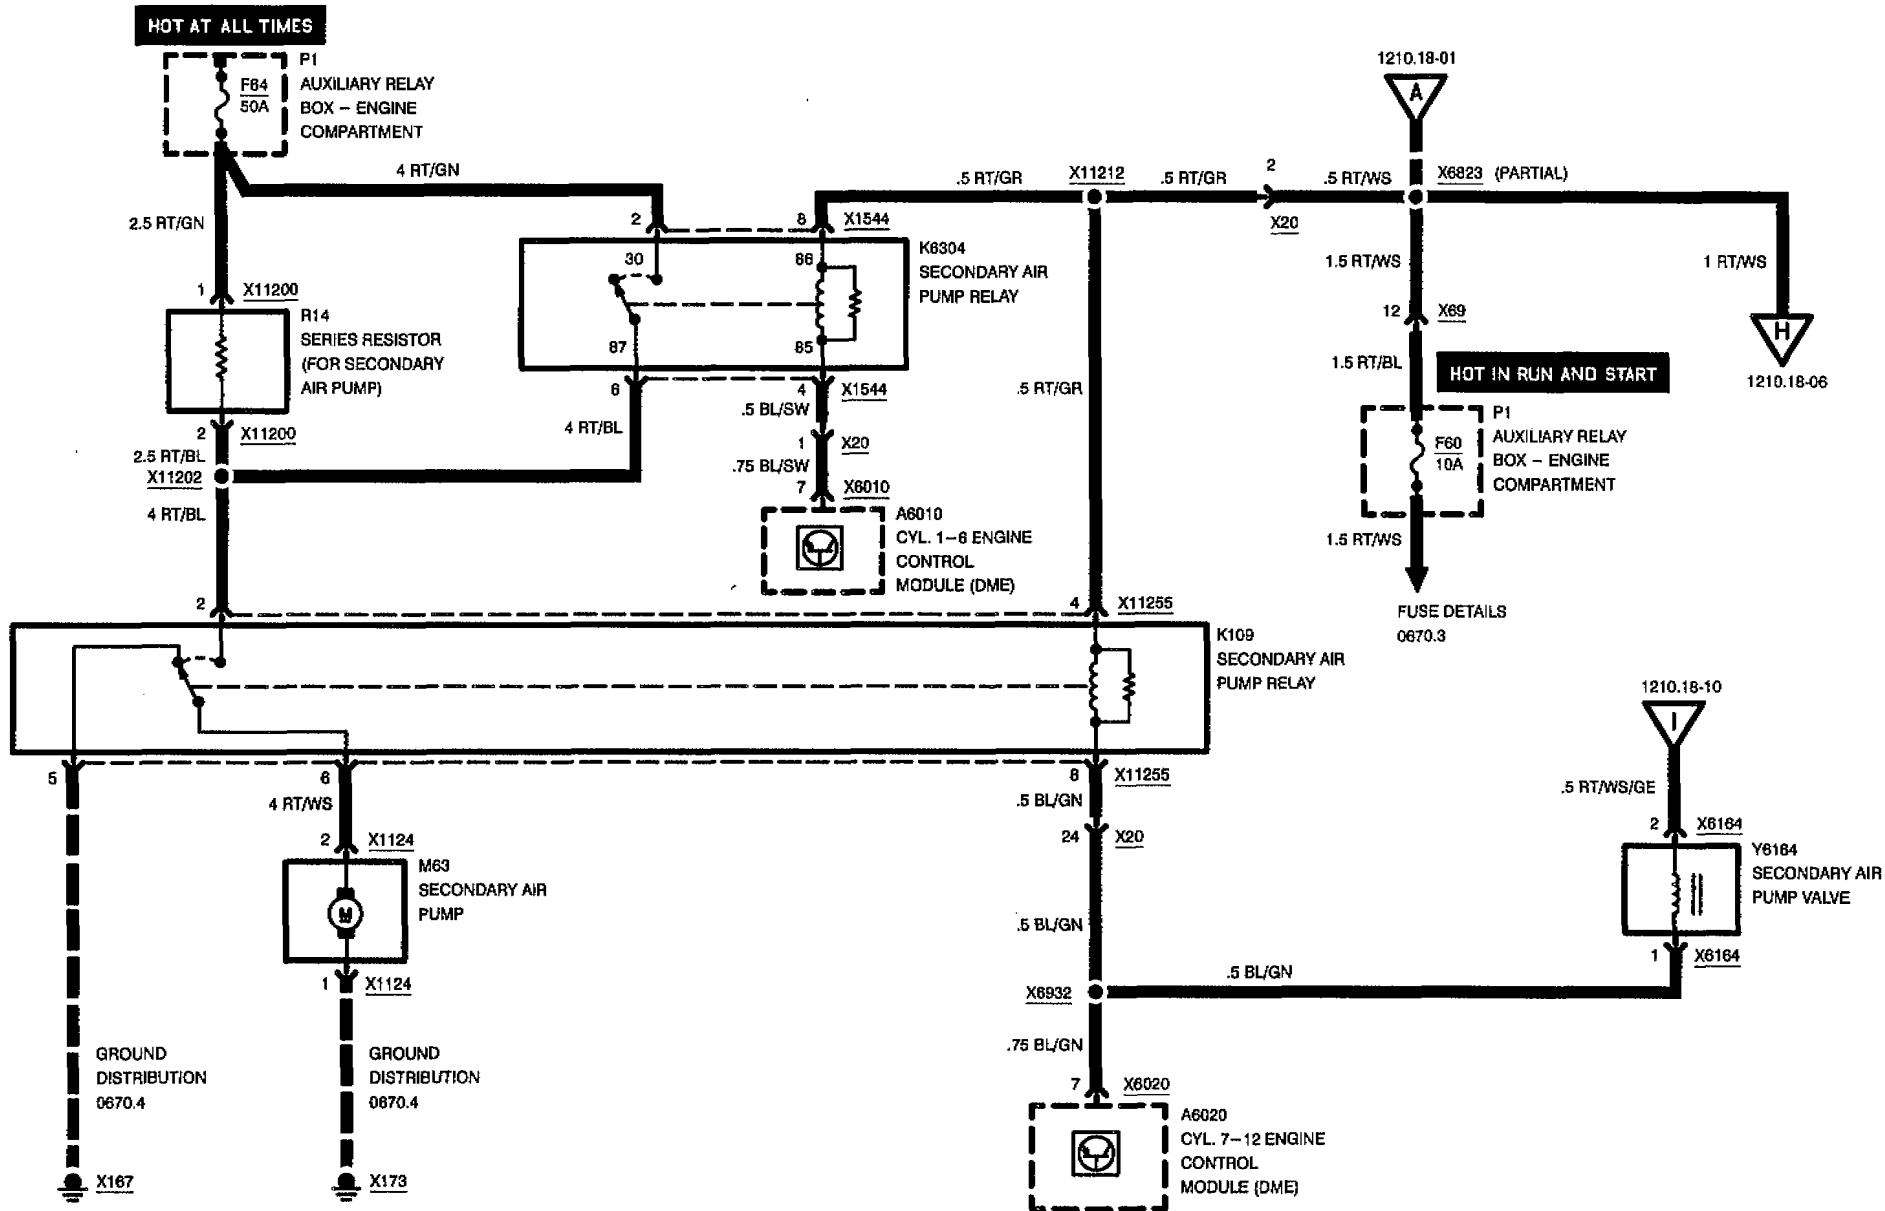 HOT AT ALL TIMES
P1
AUXILIARY RELAY
BOX – ENGINE
COMPARTMENT
F64
50A
4 RT/GN
2.5 RT/GN
1 X11200
R14
SERIES RESISTOR
(FOR SECONDARY
AIR PUMP)
2 X11200
2.5 RT/BL
X11202
4 RT/BL
2
8 X1544
K6304
SECONDARY AIR
PUMP RELAY
30
86
87
85
6
4 X1544
4 RT/BL
.5 BL/SW
1 X20
.75 BL/SW
7 X6010
A6010
CYL. 1–6 ENGINE
CONTROL
MODULE (DME)
.5 RT/GR
X11212
.5 RT/GR
2
X20
.5 RT/WS
1210.18-01
A
X6823 (PARTIAL)
1.5 RT/WS
12 X69
1.5 RT/BL
HOT IN RUN AND START
P1
AUXILIARY RELAY
BOX – ENGINE
COMPARTMENT
F60
10A
1.5 RT/WS
FUSE DETAILS
0670.3
1 RT/WS
H
1210.18-06
.5 RT/GR
2
4 X11255
K109
SECONDARY AIR
PUMP RELAY
5
6
8 X11255
4 RT/WS
2 X1124
M63
SECONDARY AIR
PUMP
M
1 X1124
GROUND
DISTRIBUTION
0670.4
X167
GROUND
DISTRIBUTION
0670.4
X173
.5 BL/GN
24 X20
.5 BL/GN
X6932
.5 BL/GN
.75 BL/GN
7 X6020
A6020
CYL. 7–12 ENGINE
CONTROL
MODULE (DME)
1210.18-10
I
.5 RT/WS/GE
2 X6164
Y6164
SECONDARY AIR
PUMP VALVE
1 X6164